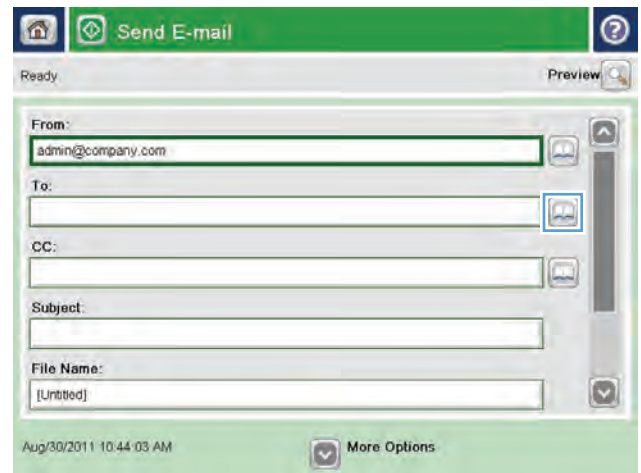 Send E-mail
Ready
Preview
From:
admin@company.com
To:
CC:
Subject:
File Name:
[Untitled]
Aug/30/2011 10:44:03 AM
More Options